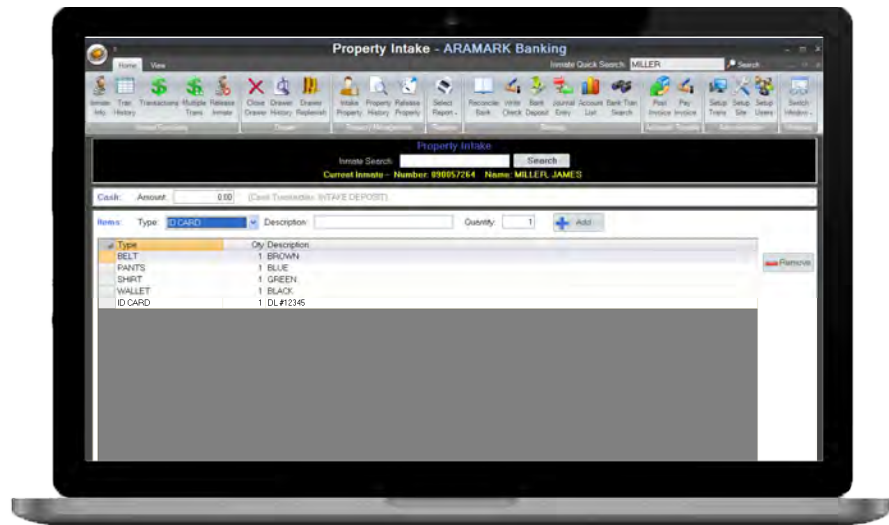 Property Intake - ARAMARK Banking
Home View Inmate Quick Search: MILLER Search
Inmate Info Tran History Transactions Multiple Trans Release Inmate Close Drawer Drawer History Drawer Replenish Intake Property Property History Release Property Select Report Reconcile Bank Write Check Bank Deposit Journal Entry Account List Bank Tran Search Post Invoice Pay Invoice Setup Trans Setup Site Setup Users Switch Window
Property Intake
Inmate Search: Search
Current Inmate - Number: 090057264 Name: MILLER, JAMES
Cash: Amount: 0.00 (Cash Transaction: INTAKE DEPOSIT)
Items: Type: ID CARD Description: Quantity: 1 Add
Type Qty Description
BELT 1 BROWN
Remove
PANTS 1 BLUE
SHIRT 1 GREEN
WALLET 1 BLACK
ID CARD 1 DL#12345